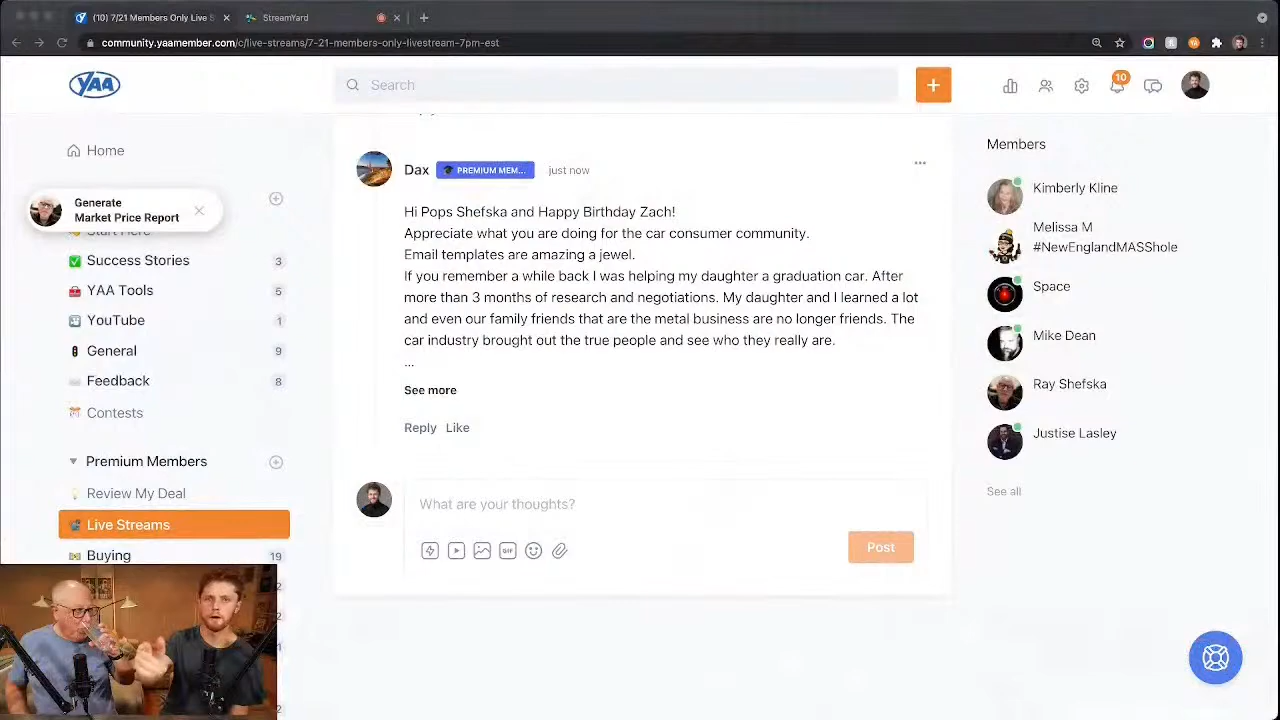 (10) 7/21 Members Only Live S
StreamYard
community.yaamember.com/c/live-streams/7-21-members-only-livestream-7pm-est
YAA
Search
10
Home
Generate
Market Price Report
Start Here
Success Stories 3
YAA Tools 5
YouTube 1
General 9
Feedback 8
Contests
Premium Members
Review My Deal
Live Streams
Buying 19
Dax PREMIUM MEM... just now
Hi Pops Shefska and Happy Birthday Zach!
Appreciate what you are doing for the car consumer community.
Email templates are amazing a jewel.
If you remember a while back I was helping my daughter a graduation car. After
more than 3 months of research and negotiations. My daughter and I learned a lot
and even our family friends that are the metal business are no longer friends. The
car industry brought out the true people and see who they really are.
...
See more
Reply Like
What are your thoughts?
GIF
Post
Members
Kimberly Kline
Melissa M
#NewEnglandMASShole
Space
Mike Dean
Ray Shefska
Justise Lasley
See all